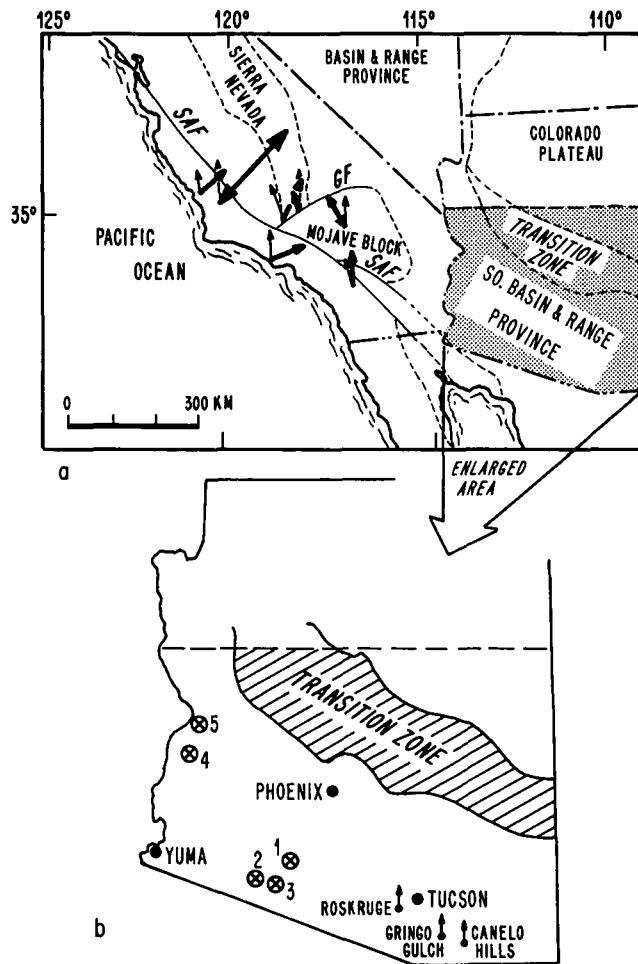 125° 120° 115° 110°
BASIN & RANGE
PROVINCE
SIERRA
NEVADA
SAF
COLORADO
PLATEAU
GF
35°
PACIFIC
OCEAN
MOJAVE BLOCK
SAF
TRANSITION
ZONE
SO. BASIN & RANGE
PROVINCE
0 300 KM
a
ENLARGED
AREA
TRANSITION ZONE
5
4
PHOENIX
YUMA
1
2
3
ROSKRUGE
TUCSON
GRINGO
GULCH
CANELO
HILLS
b